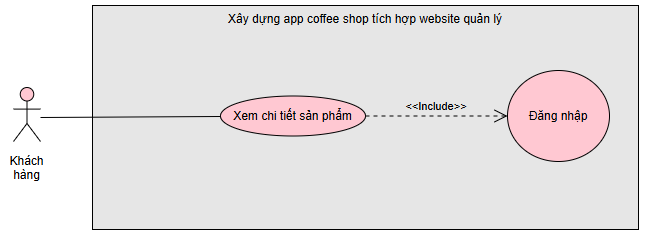 Xây dựng app coffee shop tích hợp website quản lý
Xem chi tiết sản phẩm
<<Include>>
Đăng nhập
Khách
hàng